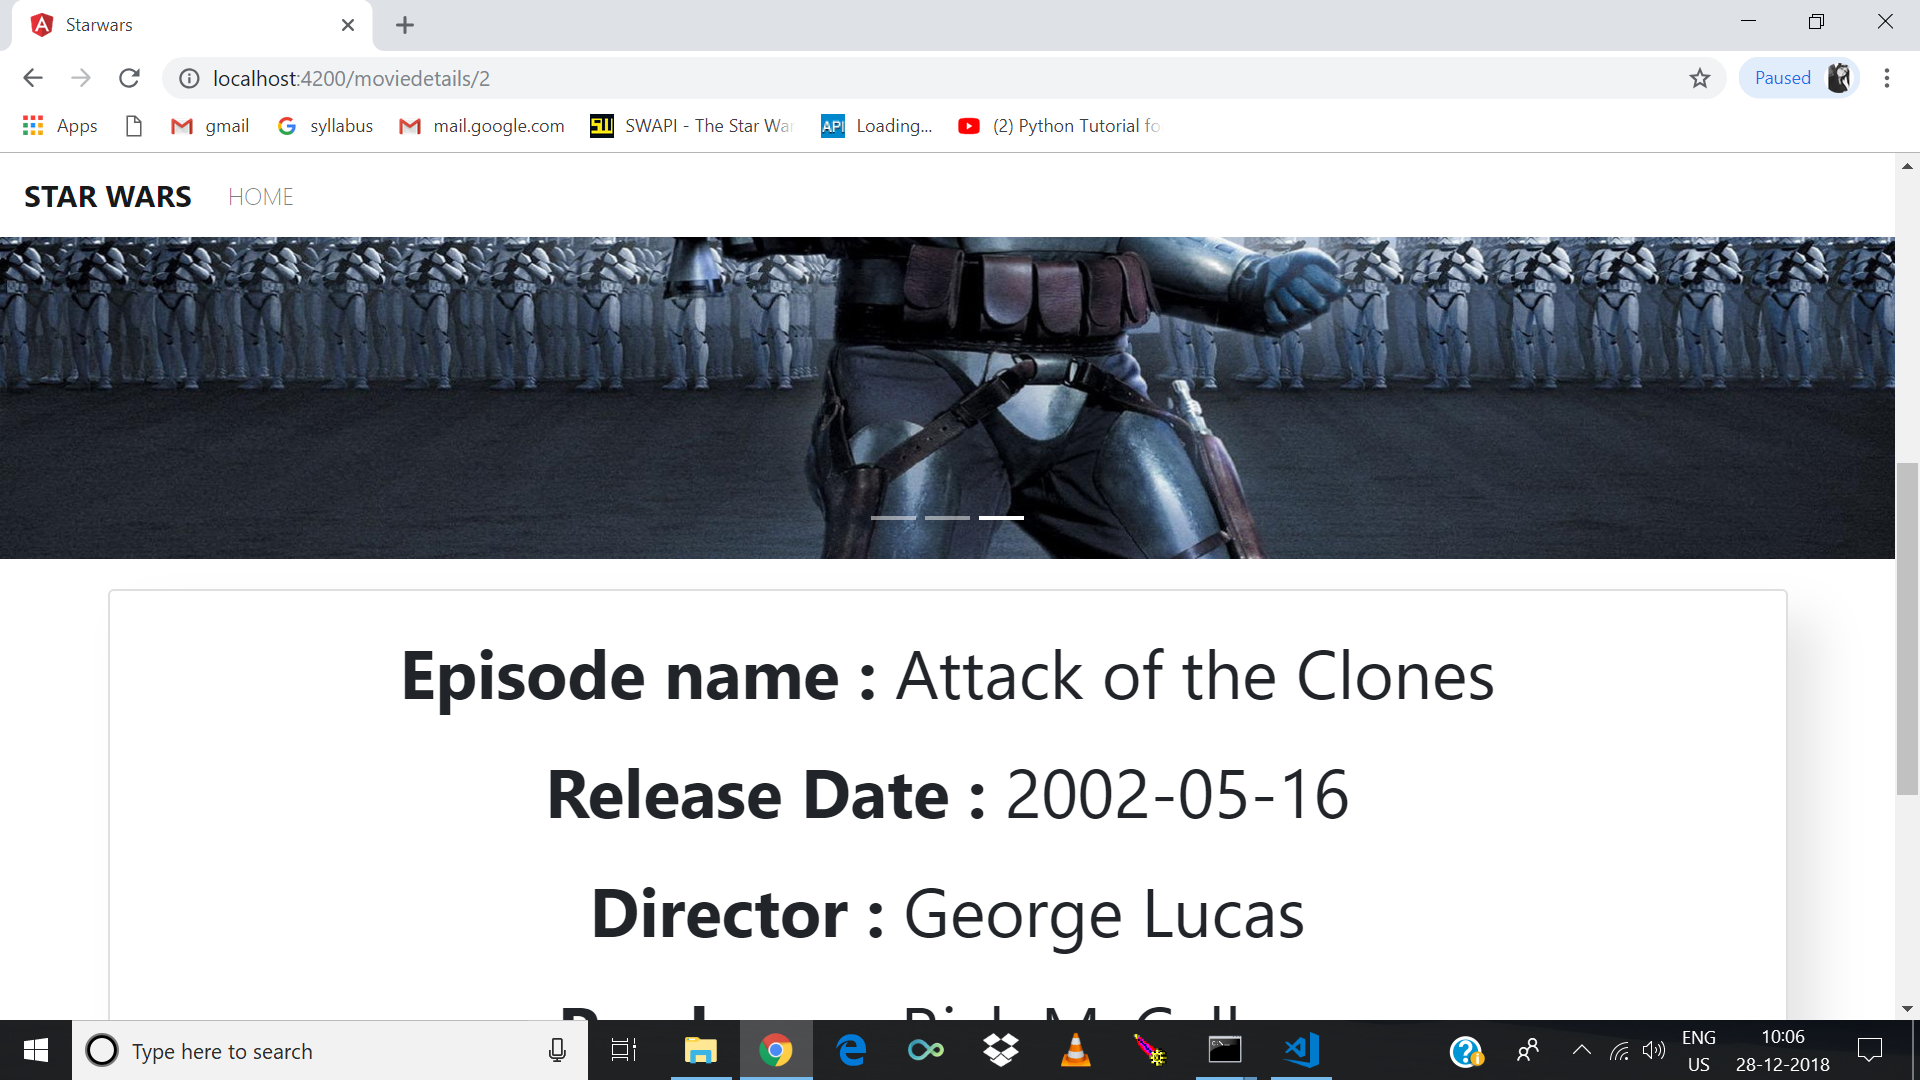 Starwars
localhost:4200/moviedetails/2
Paused
Apps
gmail
syllabus
mail.google.com
SWAPI - The Star Wa
API
Loading...
(2) Python Tutorial fo
STAR WARS
HOME
Episode name : Attack of the Clones
Release Date : 2002-05-16
Director : George Lucas
Type here to search
ENG
US
10:06
28-12-2018